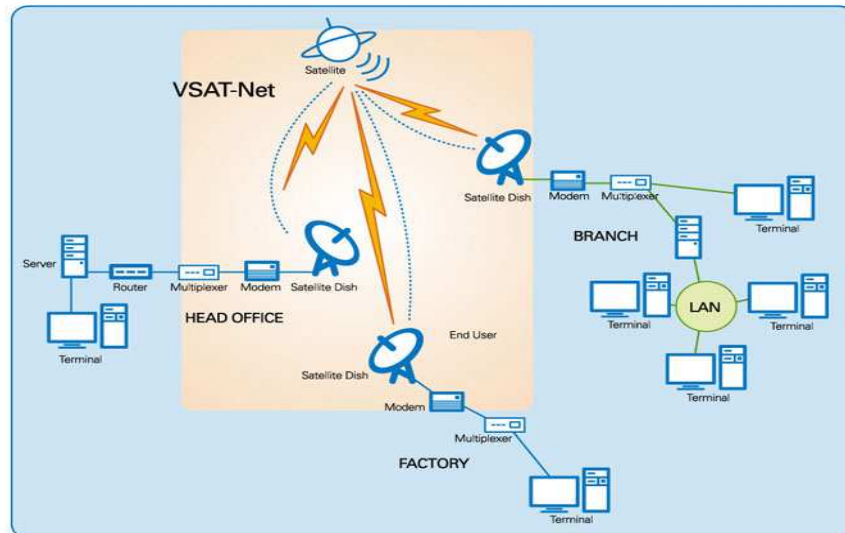 Satellite
VSAT-Net
Satellite Dish
Modem
Multiplexer
Terminal
BRANCH
Server
Router
Multiplexer
Modem
Satellite Dish
HEAD OFFICE
Terminal
Terminal
LAN
Terminal
Terminal
End User
Satellite Dish
Modem
Multiplexer
FACTORY
Terminal